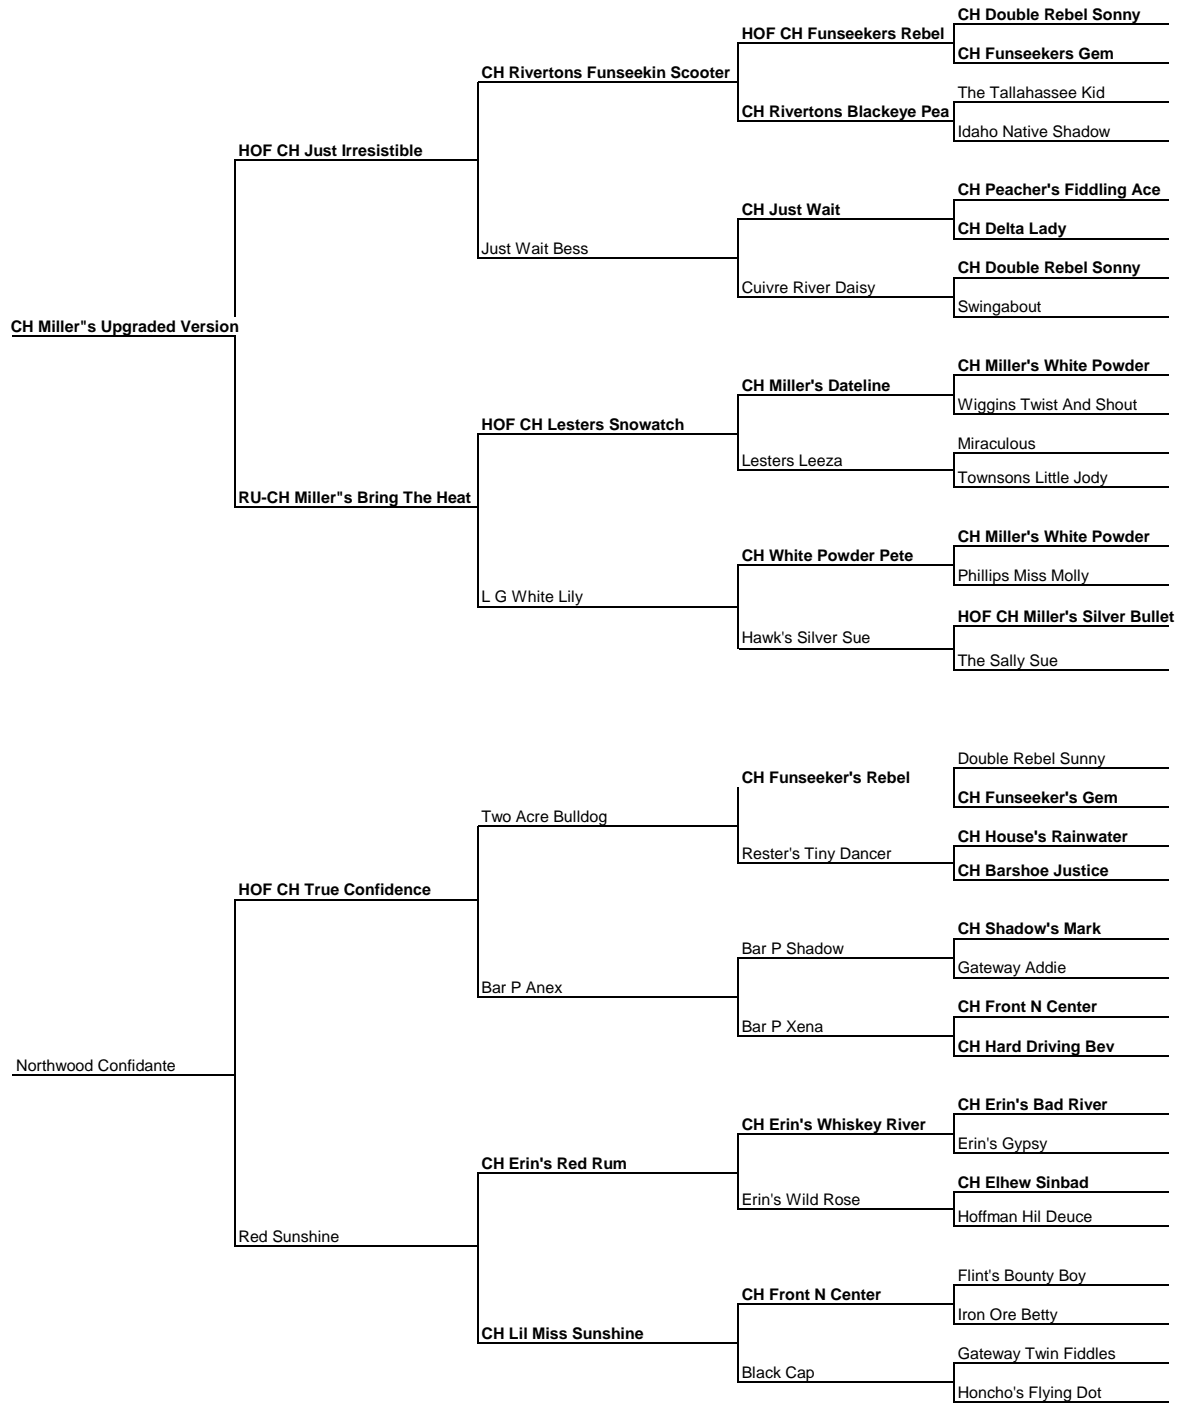 CH Double Rebel Sonny
HOF CH Funseekers Rebel
CH Funseekers Gem
CH Rivertons Funseekin Scooter
The Tallahassee Kid
CH Rivertons Blackeye Pea
Idaho Native Shadow
HOF CH Just Irresistible
CH Peacher's Fiddling Ace
CH Just Wait
CH Delta Lady
Just Wait Bess
CH Double Rebel Sonny
Cuivre River Daisy
Swingabout
CH Miller"s Upgraded Version
CH Miller's White Powder
CH Miller's Dateline
Wiggins Twist And Shout
HOF CH Lesters Snowatch
Miraculous
Lesters Leeza
Townsons Little Jody
RU-CH Miller"s Bring The Heat
CH Miller's White Powder
CH White Powder Pete
Phillips Miss Molly
L G White Lily
HOF CH Miller's Silver Bullet
Hawk's Silver Sue
The Sally Sue
Double Rebel Sunny
CH Funseeker's Rebel
CH Funseeker's Gem
Two Acre Bulldog
CH House's Rainwater
Rester's Tiny Dancer
CH Barshoe Justice
HOF CH True Confidence
CH Shadow's Mark
Bar P Shadow
Gateway Addie
Bar P Anex
CH Front N Center
Bar P Xena
CH Hard Driving Bev
Northwood Confidante
CH Erin's Bad River
CH Erin's Whiskey River
Erin's Gypsy
CH Erin's Red Rum
CH Elhew Sinbad
Erin's Wild Rose
Hoffman Hil Deuce
Red Sunshine
Flint's Bounty Boy
CH Front N Center
Iron Ore Betty
CH Lil Miss Sunshine
Gateway Twin Fiddles
Black Cap
Honcho's Flying Dot